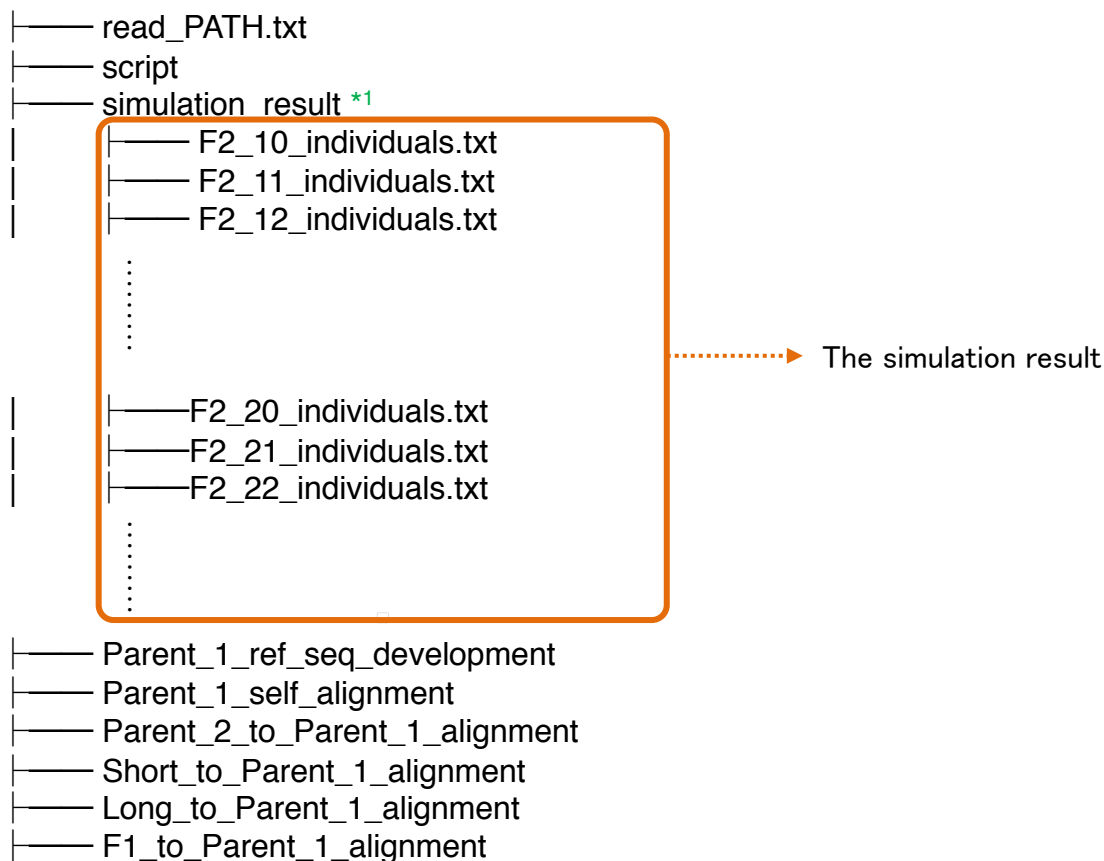 ├── read_PATH.txt
├── script
├── simulation_result *1
│ ├── F2_10_individuals.txt
│ ├── F2_11_individuals.txt
│ ├── F2_12_individuals.txt
The simulation result
│ ├──F2_20_individuals.txt
│ ├──F2_21_individuals.txt
│ ├──F2_22_individuals.txt
├── Parent_1_ref_seq_development
├── Parent_1_self_alignment
├── Parent_2_to_Parent_1_alignment
├── Short_to_Parent_1_alignment
├── Long_to_Parent_1_alignment
├── F1_to_Parent_1_alignment